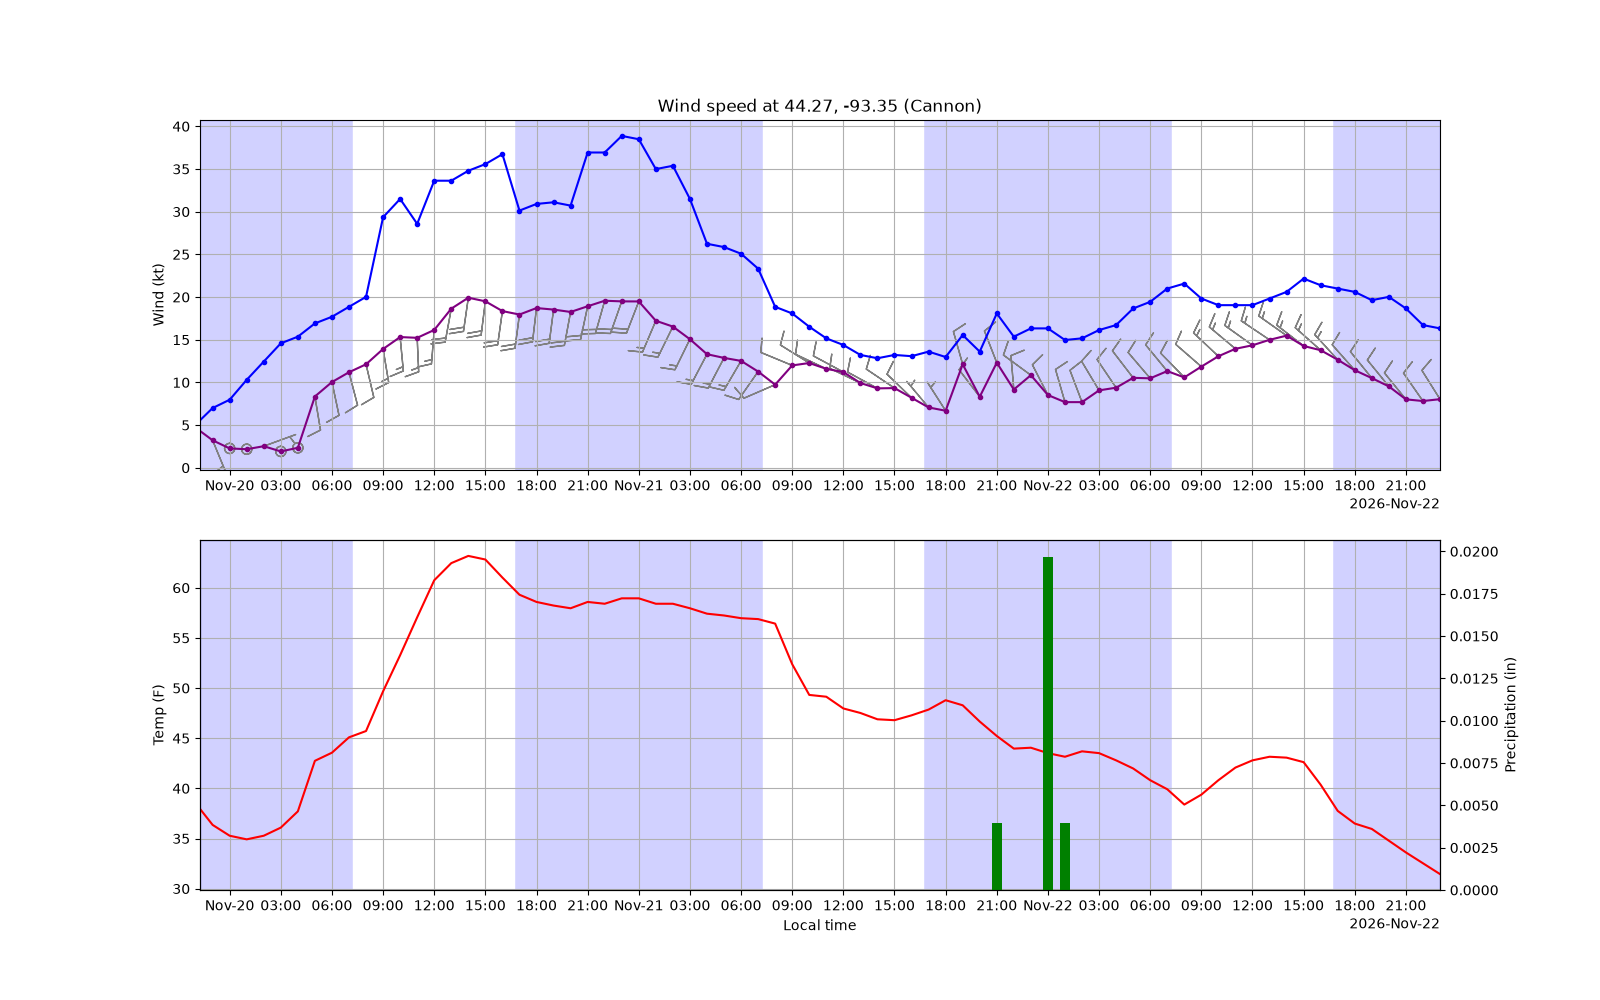 Wind speed at 44.27, -93.35 (Cannon)
40
35
30
25
20
15
10
5
0
Wind (kt)
Nov-20 03:00 06:00 09:00 12:00 15:00 18:00 21:00 Nov-21 03:00 06:00 09:00 12:00 15:00 18:00 21:00 Nov-22 03:00 06:00 09:00 12:00 15:00 18:00 21:00
2026-Nov-22
60
55
50
45
40
35
30
Temp (F)
0.0200
0.0175
0.0150
0.0125
0.0100
0.0075
0.0050
0.0025
0.0000
Precipitation (in)
Nov-20 03:00 06:00 09:00 12:00 15:00 18:00 21:00 Nov-21 03:00 06:00 09:00 12:00 15:00 18:00 21:00 Nov-22 03:00 06:00 09:00 12:00 15:00 18:00 21:00
Local time
2026-Nov-22